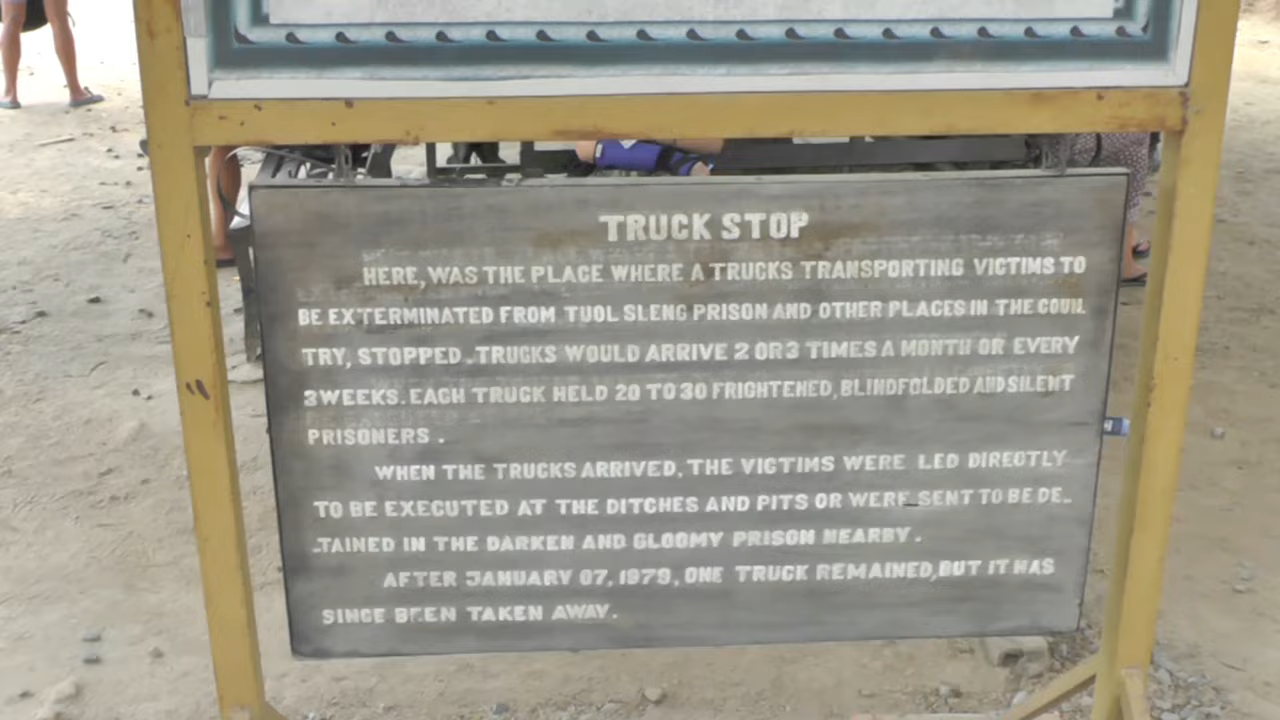 TRUCK STOP
HERE, WAS THE PLACE WHERE A TRUCKS TRANSPORTING VICTIMS TO
BE EXTERMINATED FROM TUOL SLENG PRISON AND OTHER PLACES IN THE COUN
TRY, STOPPED. TRUCKS WOULD ARRIVE 2 OR 3 TIMES A MONTH OR EVERY
3 WEEKS. EACH TRUCK HELD 20 TO 30 FRIGHTENED, BLINDFOLDED AND SILENT
PRISONERS.
WHEN THE TRUCKS ARRIVED, THE VICTIMS WERE LED DIRECTLY
TO BE EXECUTED AT THE DITCHES AND PITS OR WERE SENT TO BE DE-
-TAINED IN THE DARKEN AND GLOOMY PRISON NEARBY.
AFTER JANUARY 07, 1979, ONE TRUCK REMAINED, BUT IT HAS
SINCE BEEN TAKEN AWAY.